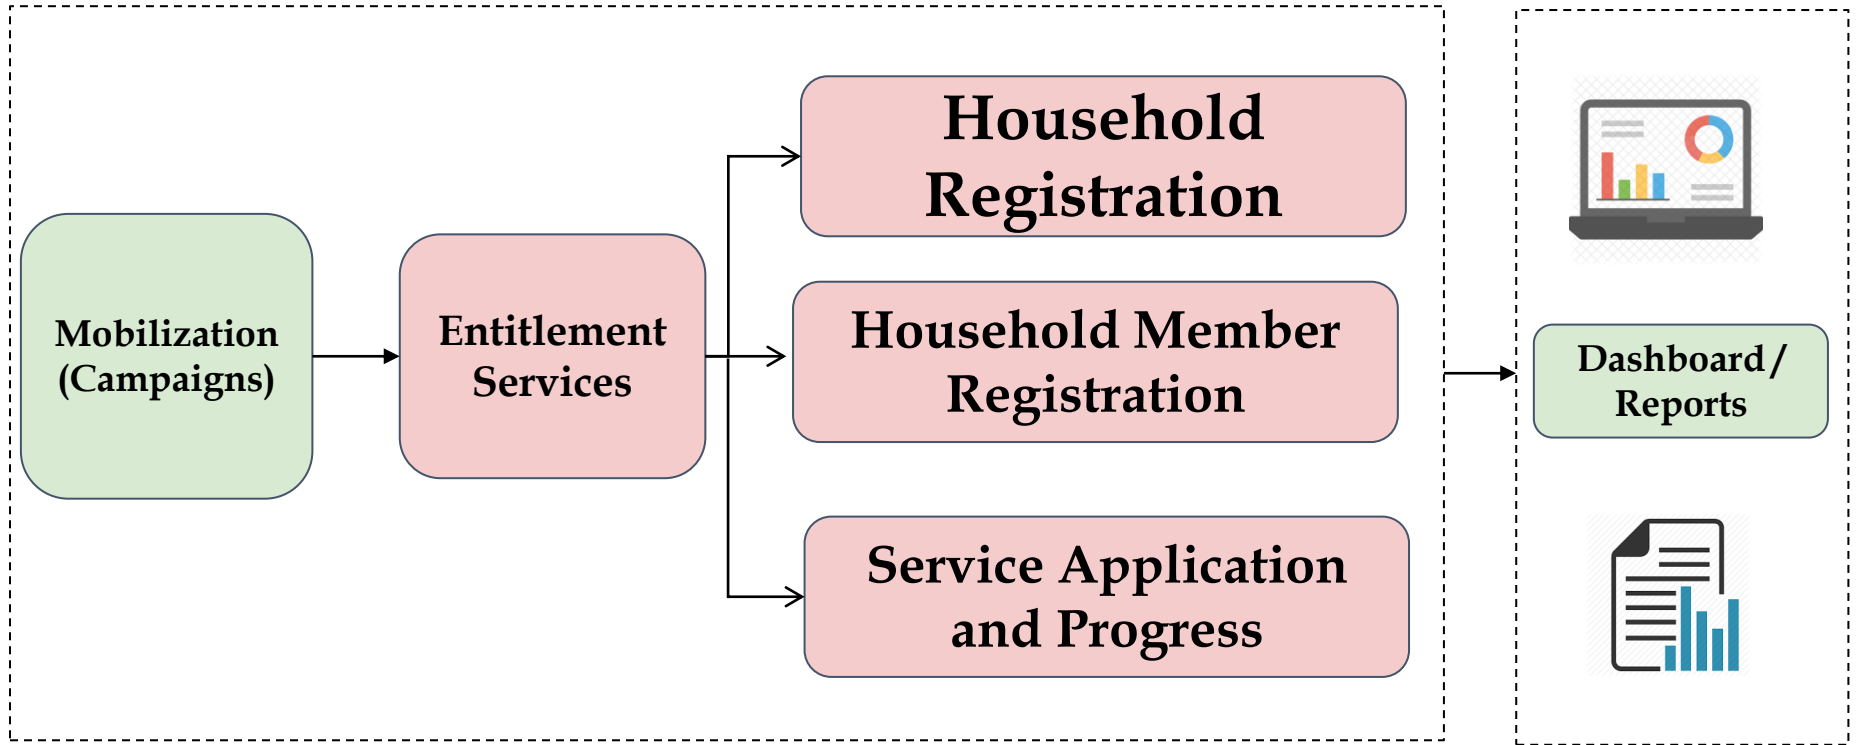 Mobilization
(Campaigns)
Entitlement
Services
Household
Registration
Household Member
Registration
Service Application
and Progress
Dashboard/
Reports